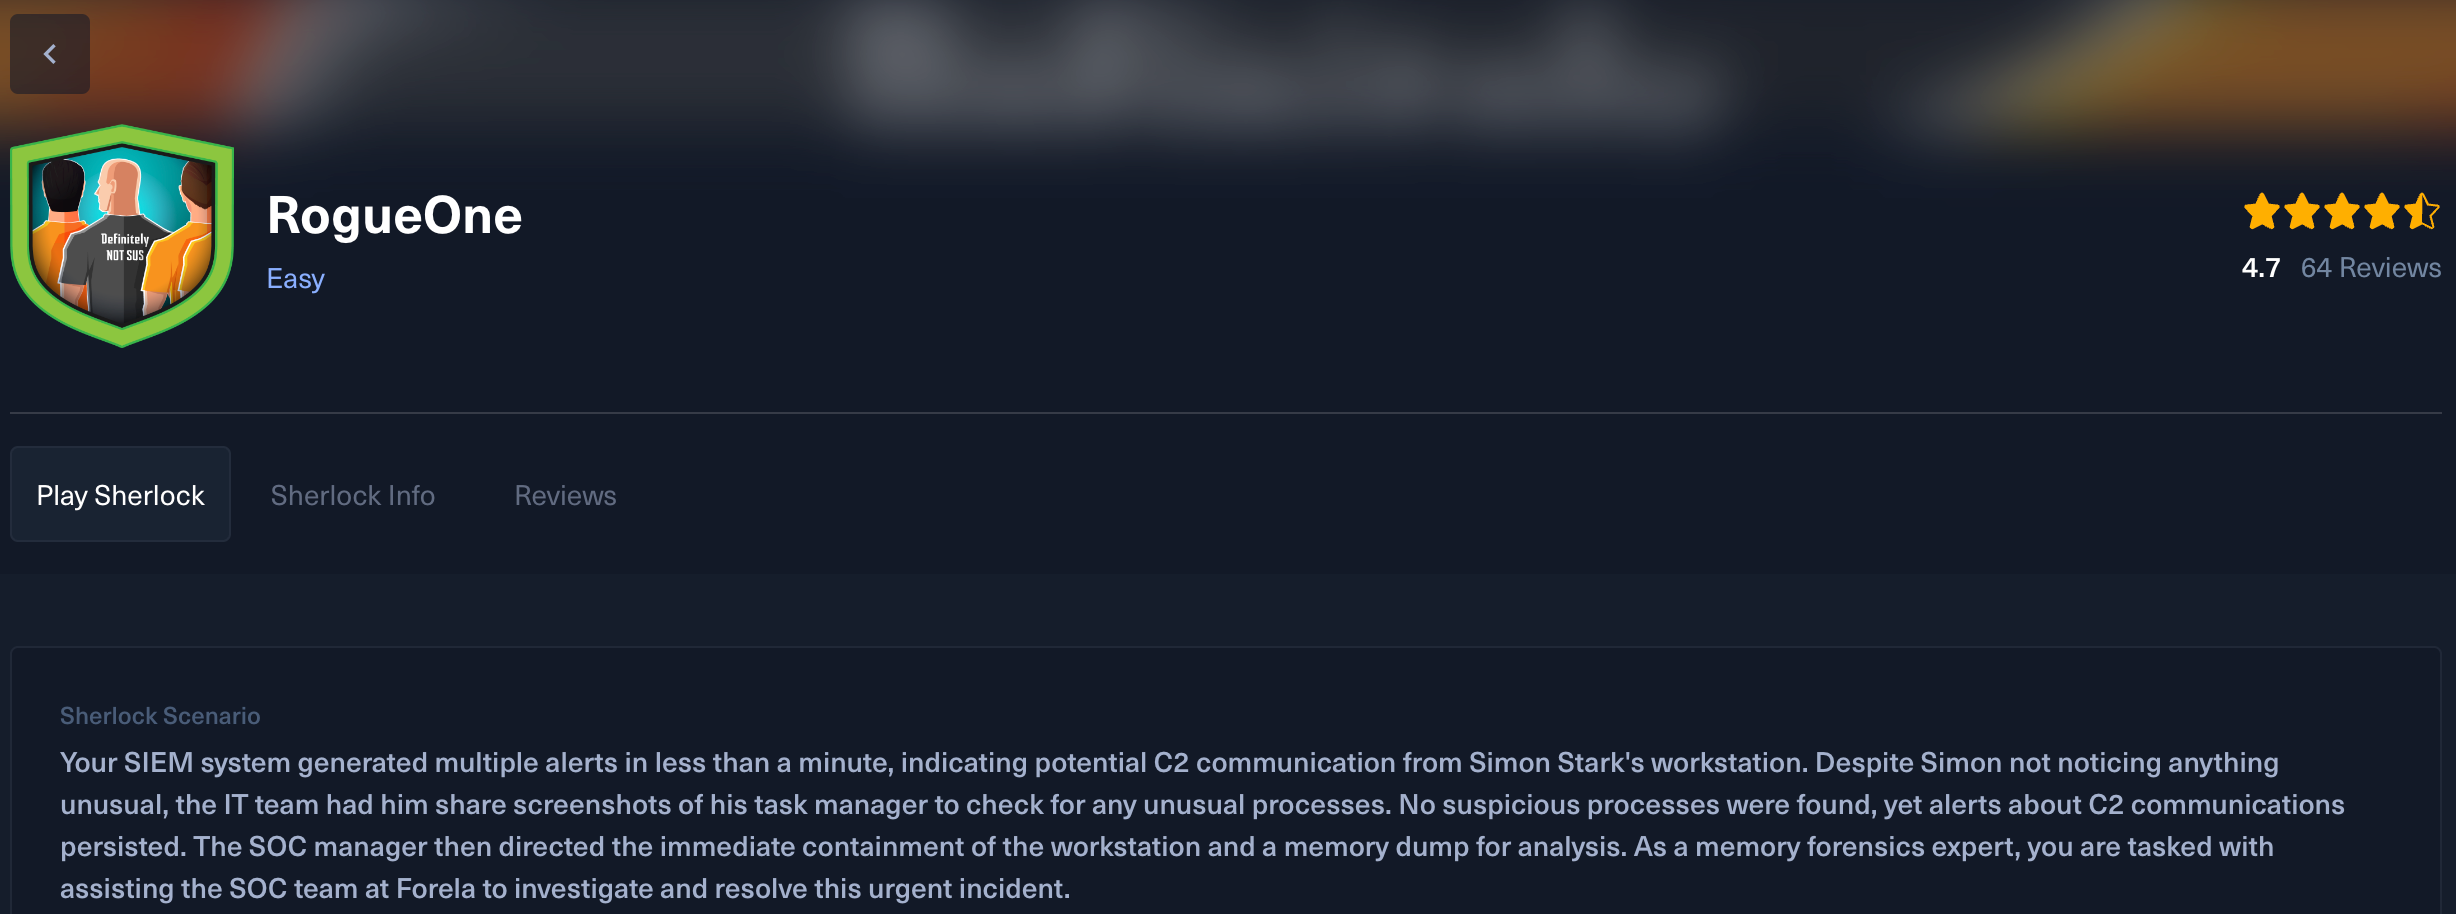 Definitely
NOT SUS
RogueOne
Easy
4.7 64 Reviews
Play Sherlock Sherlock Info Reviews
Sherlock Scenario
Your SIEM system generated multiple alerts in less than a minute, indicating potential C2 communication from Simon Stark's workstation. Despite Simon not noticing anything
unusual, the IT team had him share screenshots of his task manager to check for any unusual processes. No suspicious processes were found, yet alerts about C2 communications
persisted. The SOC manager then directed the immediate containment of the workstation and a memory dump for analysis. As a memory forensics expert, you are tasked with
assisting the SOC team at Forela to investigate and resolve this urgent incident.